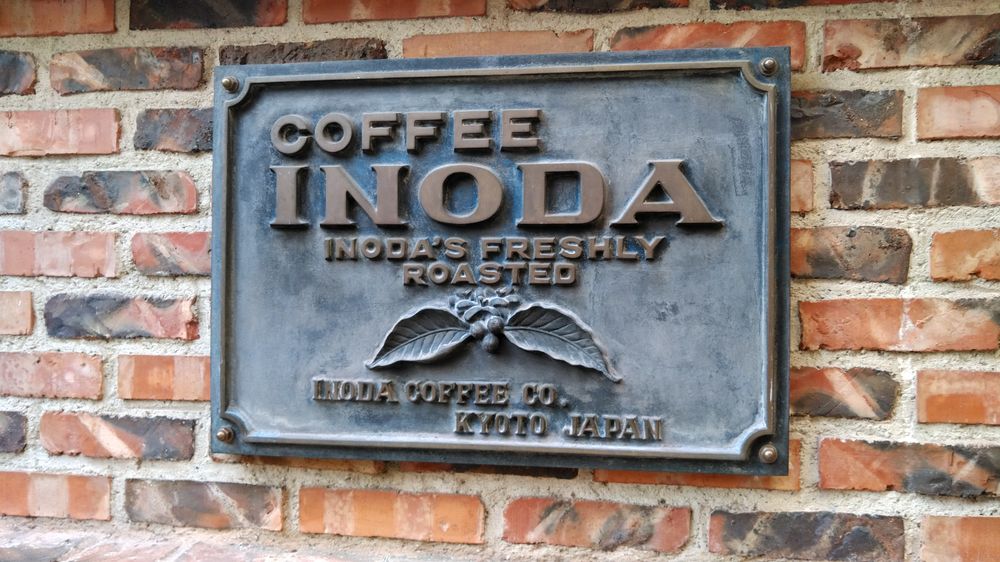 COFFEE
INODA
INODA'S FRESHLY
ROASTED
INODA COFFEE CO.
KYOTO JAPAN